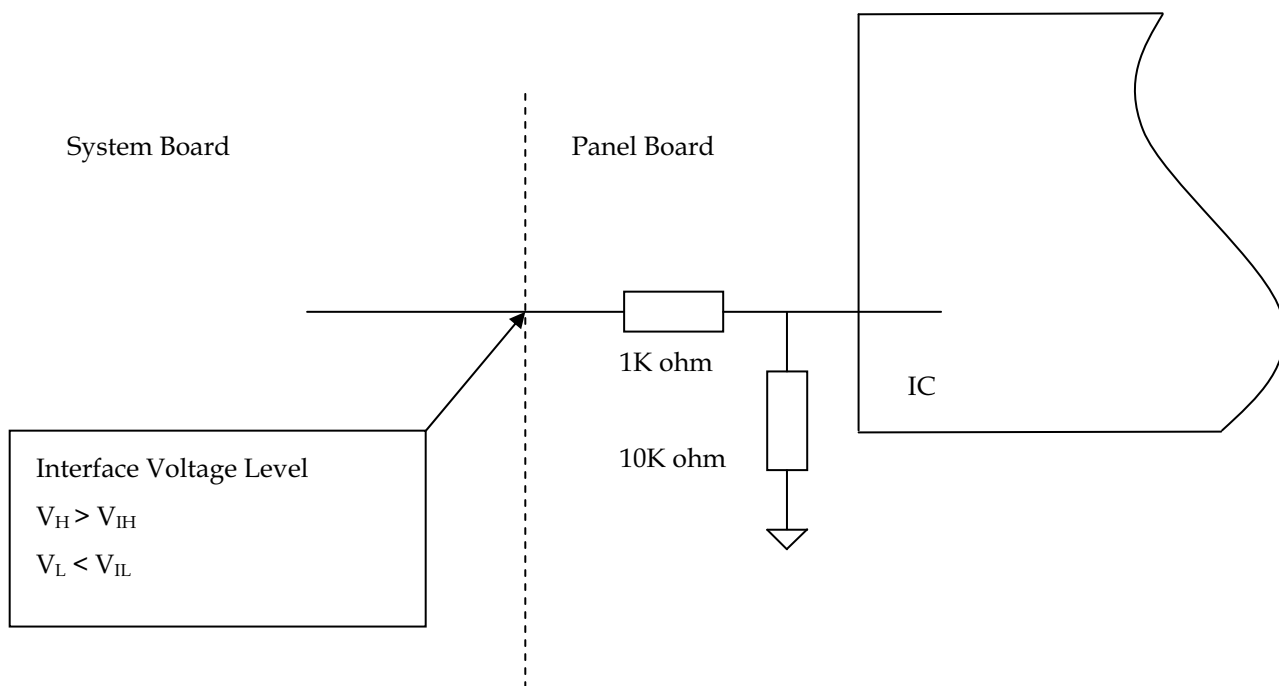 System Board
Panel Board
1K ohm
IC
10K ohm
Interface Voltage Level
V_H > V_IH
V_L < V_IL